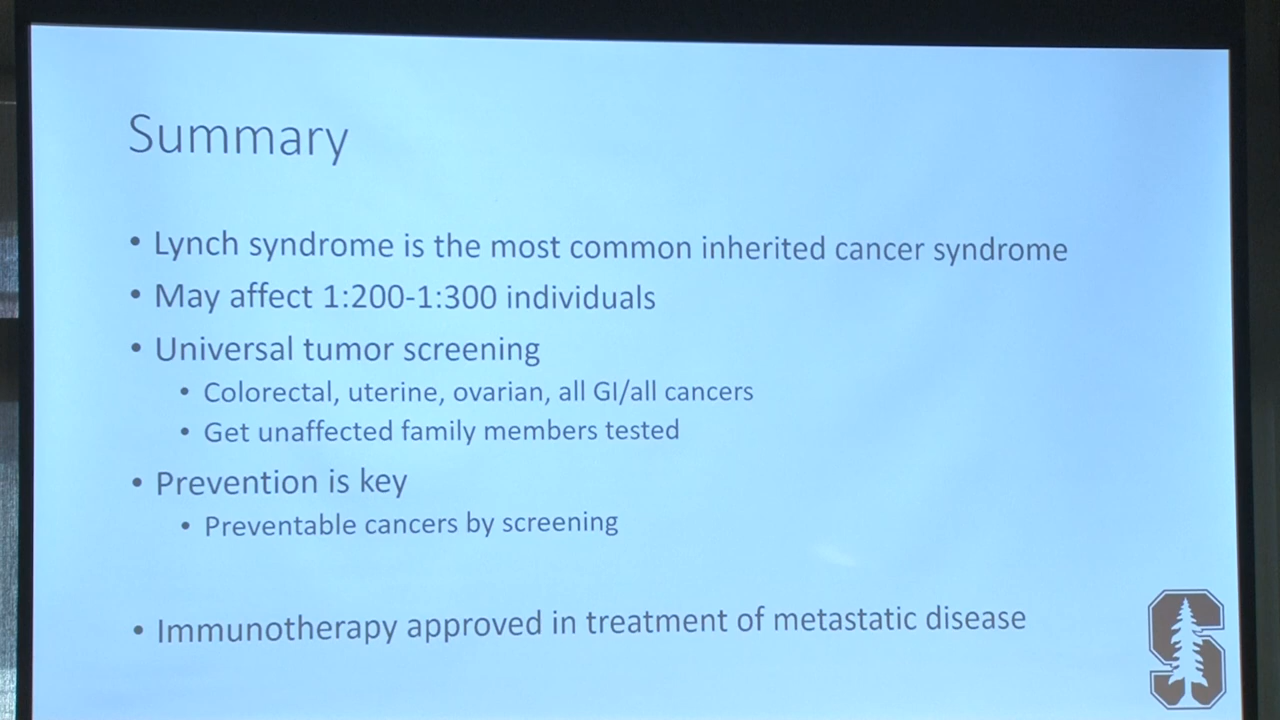 Summary
• Lynch syndrome is the most common inherited cancer syndrome
• May affect 1:200-1:300 individuals
• Universal tumor screening
• Colorectal, uterine, ovarian, all GI/all cancers
• Get unaffected family members tested
• Prevention is key
• Preventable cancers by screening
• Immunotherapy approved in treatment of metastatic disease
S